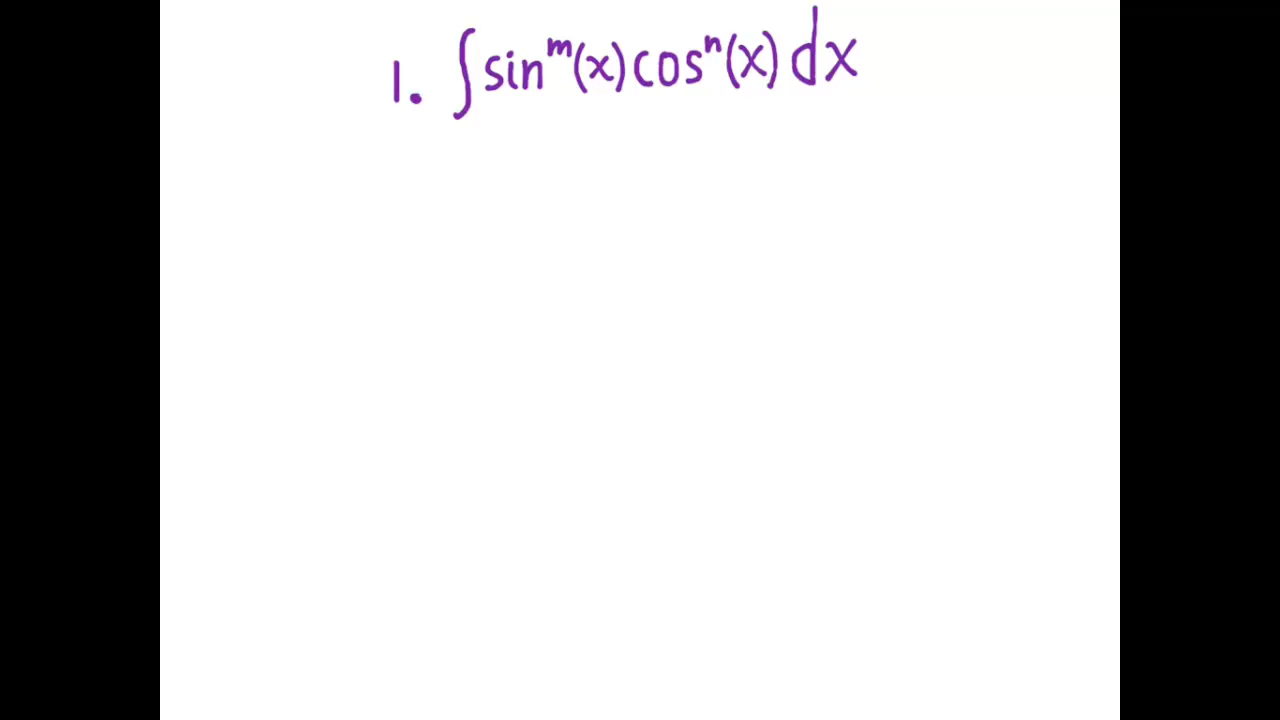 1. ∫sinᵐ(x)cosⁿ(x) dx